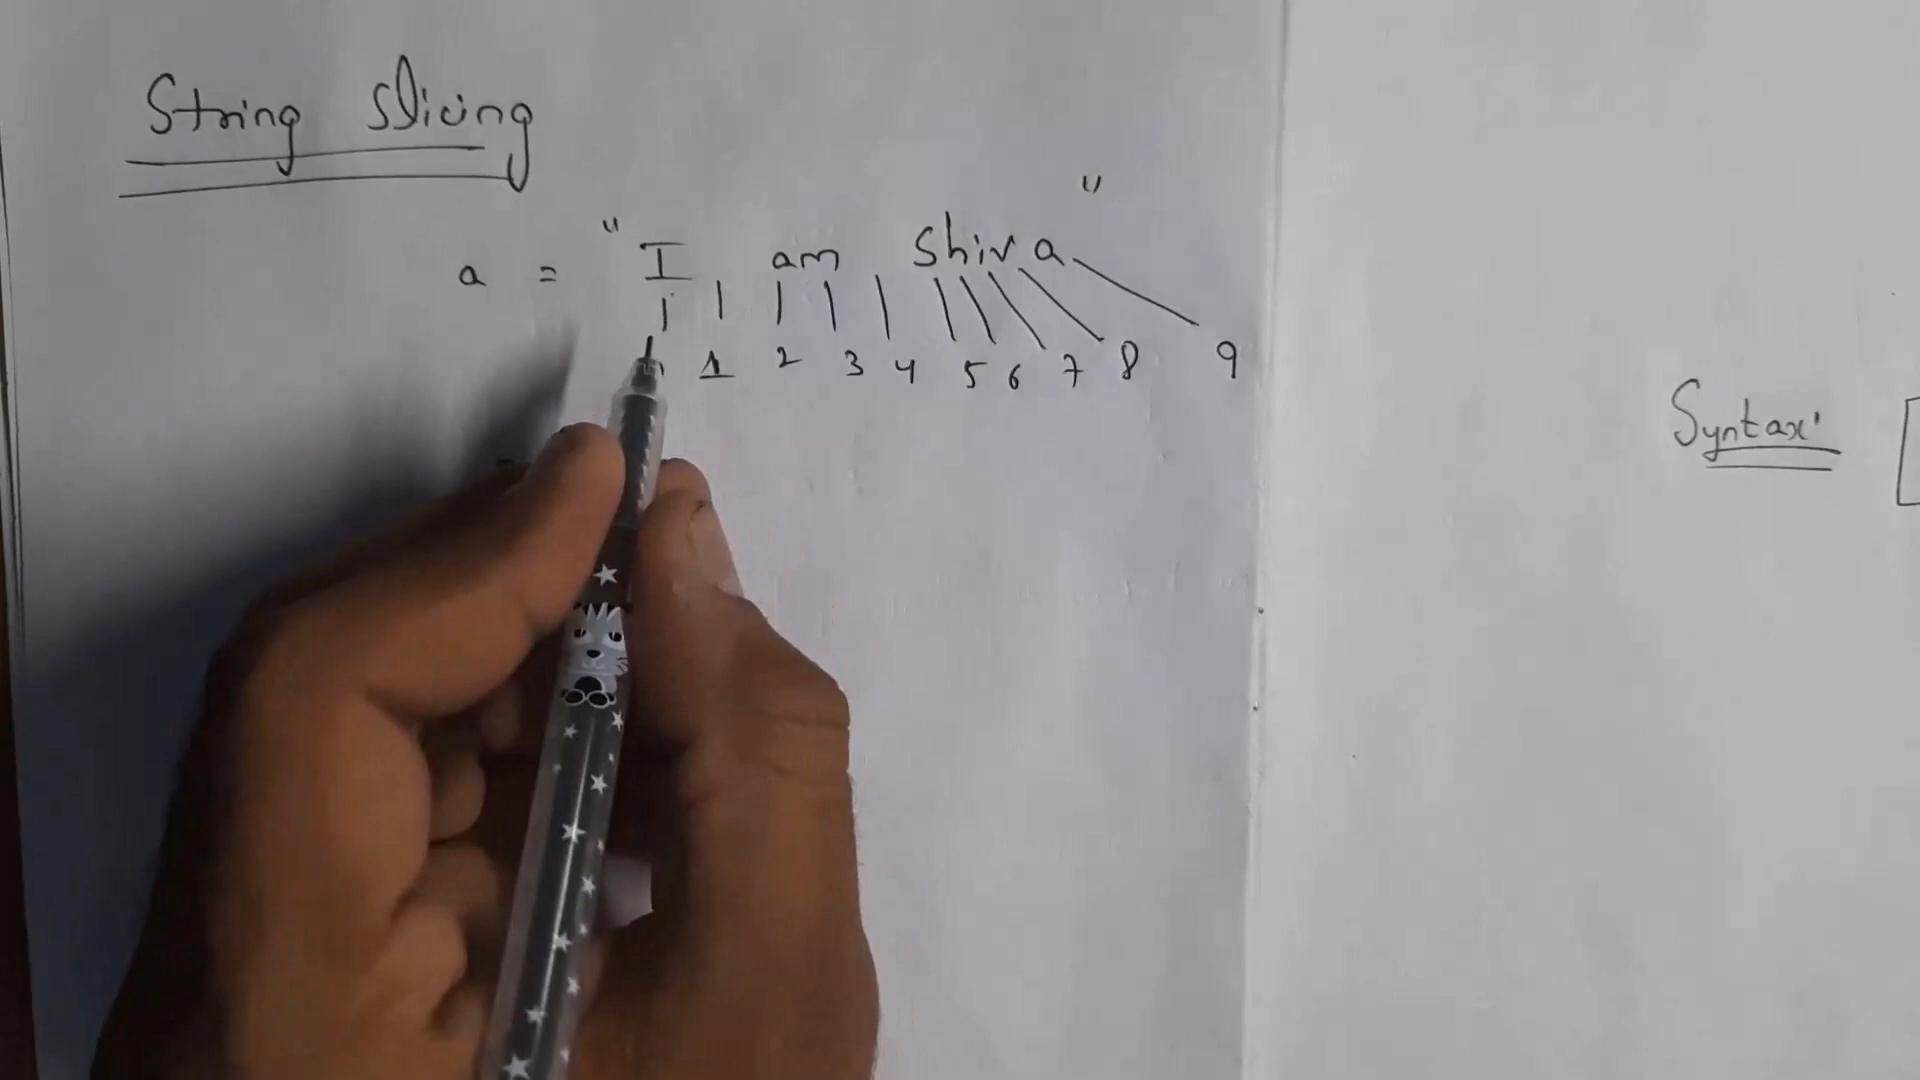 String Slicing
a = "I am Shiva"
1 2 3 4 5 6 7 8 9
Syntax: